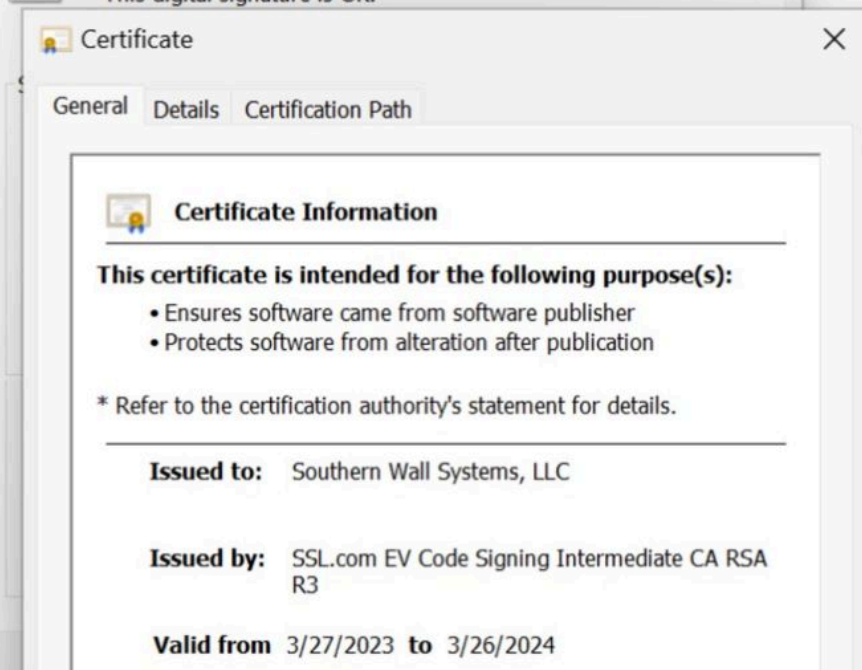 Certificate
General Details Certification Path
Certificate Information
This certificate is intended for the following purpose(s):
• Ensures software came from software publisher
• Protects software from alteration after publication
* Refer to the certification authority's statement for details.
Issued to: Southern Wall Systems, LLC
Issued by: SSL.com EV Code Signing Intermediate CA RSA
R3
Valid from 3/27/2023 to 3/26/2024